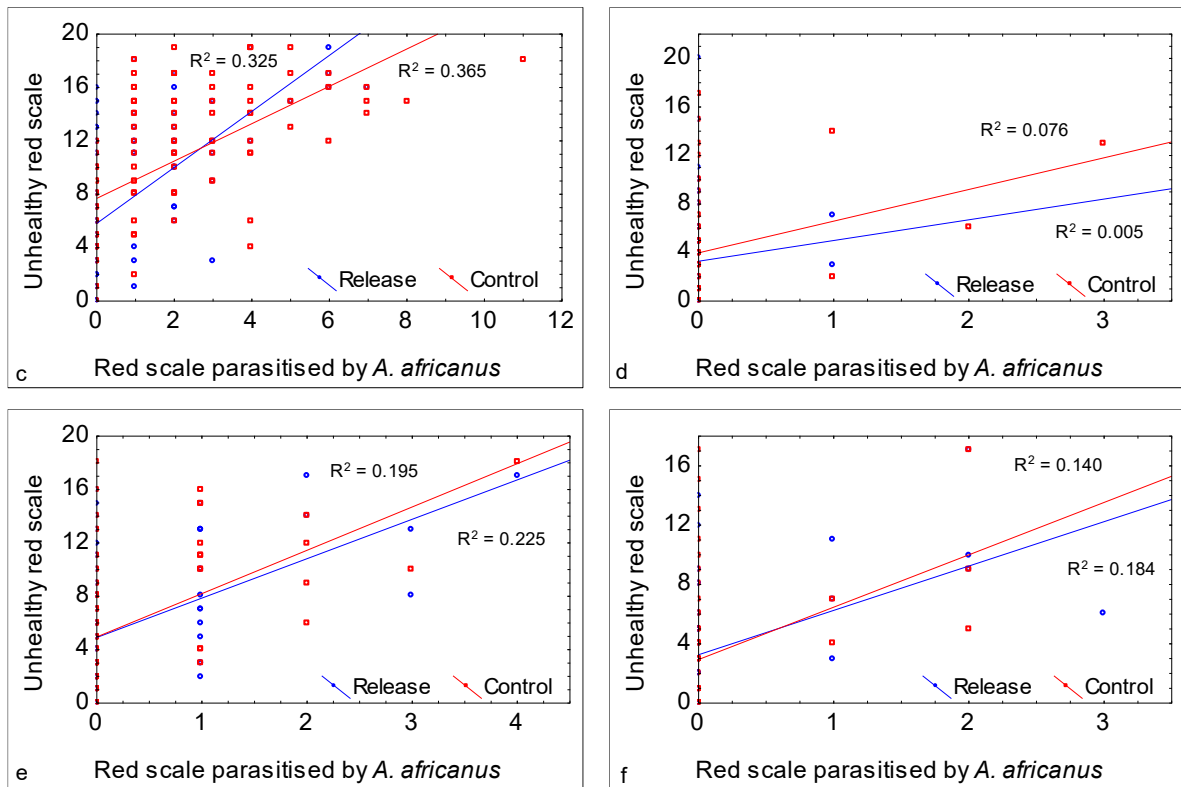 20
16
12
8
4
0
Unhealthy red scale
R² = 0.325
R² = 0.365
Release Control
0 2 4 6 8 10 12
c Red scale parasitised by A. africanus
20
16
12
8
4
0
Unhealthy red scale
R² = 0.076
R² = 0.005
Release Control
0 1 2 3
d Red scale parasitised by A. africanus
20
16
12
8
4
0
Unhealthy red scale
R² = 0.195
R² = 0.225
Release Control
0 1 2 3 4
e Red scale parasitised by A. africanus
16
12
8
4
0
Unhealthy red scale
R² = 0.140
R² = 0.184
Release Control
0 1 2 3
f Red scale parasitised by A. africanus